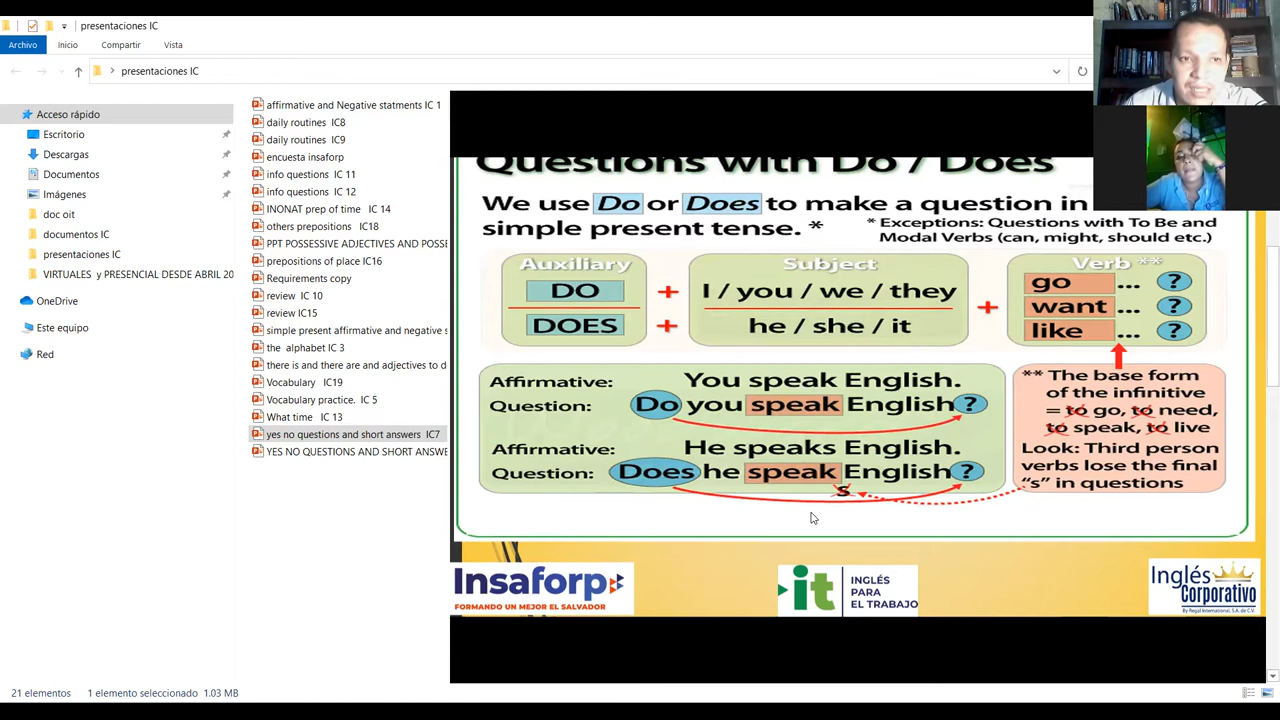 presentaciones IC
Archivo Inicio Compartir Vista
presentaciones IC
Acceso rápido
Escritorio
Descargas
Documentos
Imágenes
doc oit
documentos IC
presentaciones IC
VIRTUALES y PRESENCIAL DESDE ABRIL 20
OneDrive
Este equipo
Red
affirmative and Negative statments IC 1
daily routines IC8
daily routines IC9
encuesta insaforp
info questions IC 11
info questions IC 12
INONAT prep of time IC 14
others prepositions IC18
PPT POSSESSIVE ADJECTIVES AND POSSE
prepositions of place IC16
Requirements copy
review IC 10
review IC15
simple present affirmative and negative s
the alphabet IC 3
there is and there are and adjectives to d
Vocabulary IC19
Vocabulary practice. IC 5
What time IC 13
yes no questions and short answers IC7
YES NO QUESTIONS AND SHORT ANSWE
Questions with Do / Does
We use Do or Does to make a question in
simple present tense. *
* Exceptions: Questions with To Be and
Modal Verbs (can, might, should etc.)
Auxiliary Subject Verb **
DO + I / you / we / they
DOES + he / she / it
+
go ... ?
want ... ?
like ... ?
Affirmative: You speak English.
Question: Do you speak English ?
Affirmative: He speaks English.
Question: Does he speak English ?
s
** The base form
of the infinitive
= to go, to need,
to speak, to live
Look: Third person
verbs lose the final
“s” in questions
Insaforp
FORMANDO UN MEJOR EL SALVADOR
it
INGLÉS
PARA
EL TRABAJO
Inglés
Corporativo
By Regal International, S.A. de C.V.
21 elementos 1 elemento seleccionado 1.03 MB